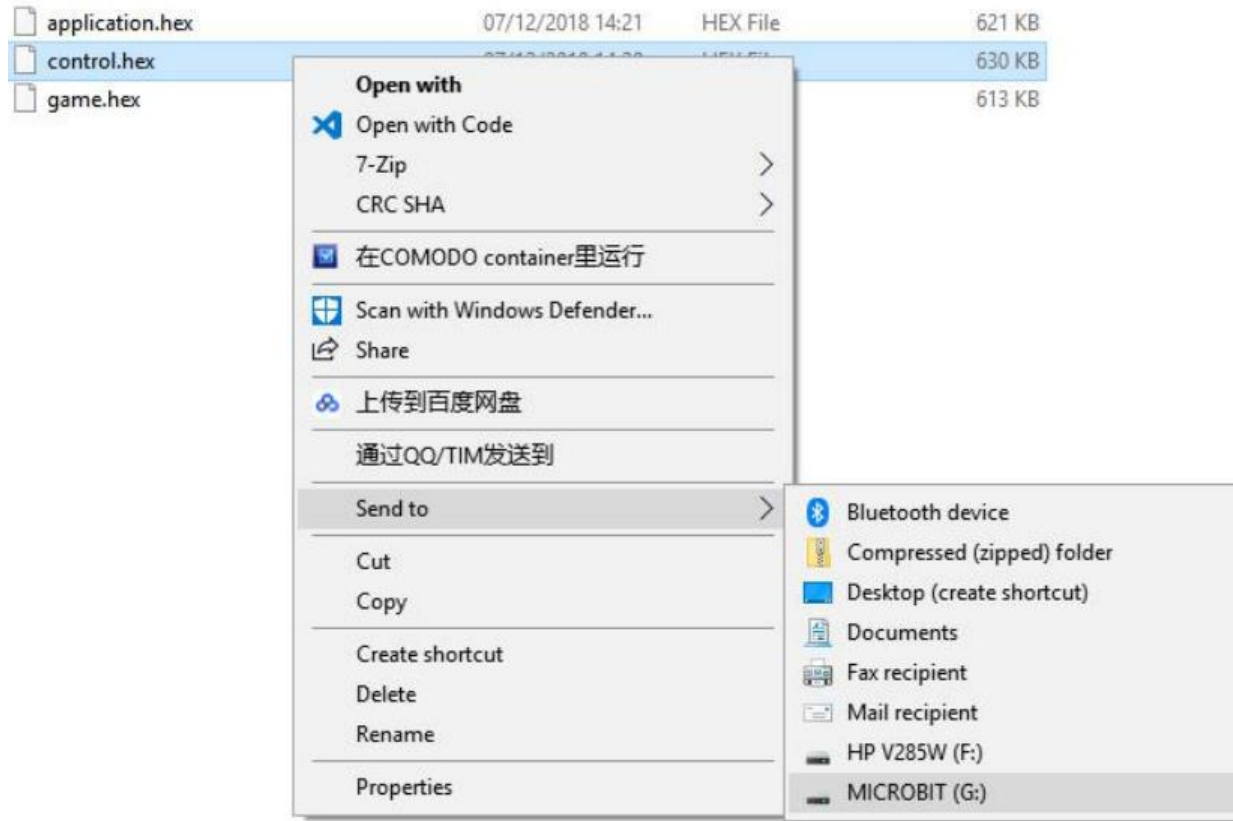 application.hex 07/12/2018 14:21 HEX File 621 KB
control.hex 630 KB
game.hex 613 KB
Open with
Open with Code
7-Zip
CRC SHA
在COMODO container里运行
Scan with Windows Defender...
Share
上传到百度网盘
通过QQ/TIM发送到
Send to
Cut
Copy
Create shortcut
Delete
Rename
Properties
Bluetooth device
Compressed (zipped) folder
Desktop (create shortcut)
Documents
Fax recipient
Mail recipient
HP V285W (F:)
MICROBIT (G:)